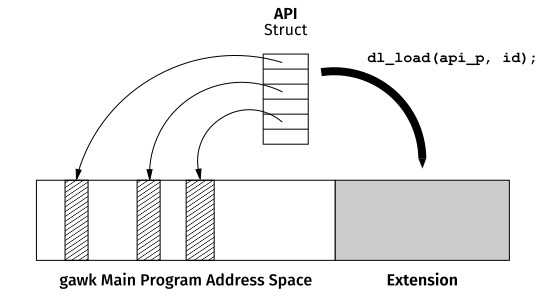 API
Struct
dl_load(api_p, id);
gawk Main Program Address Space
Extension